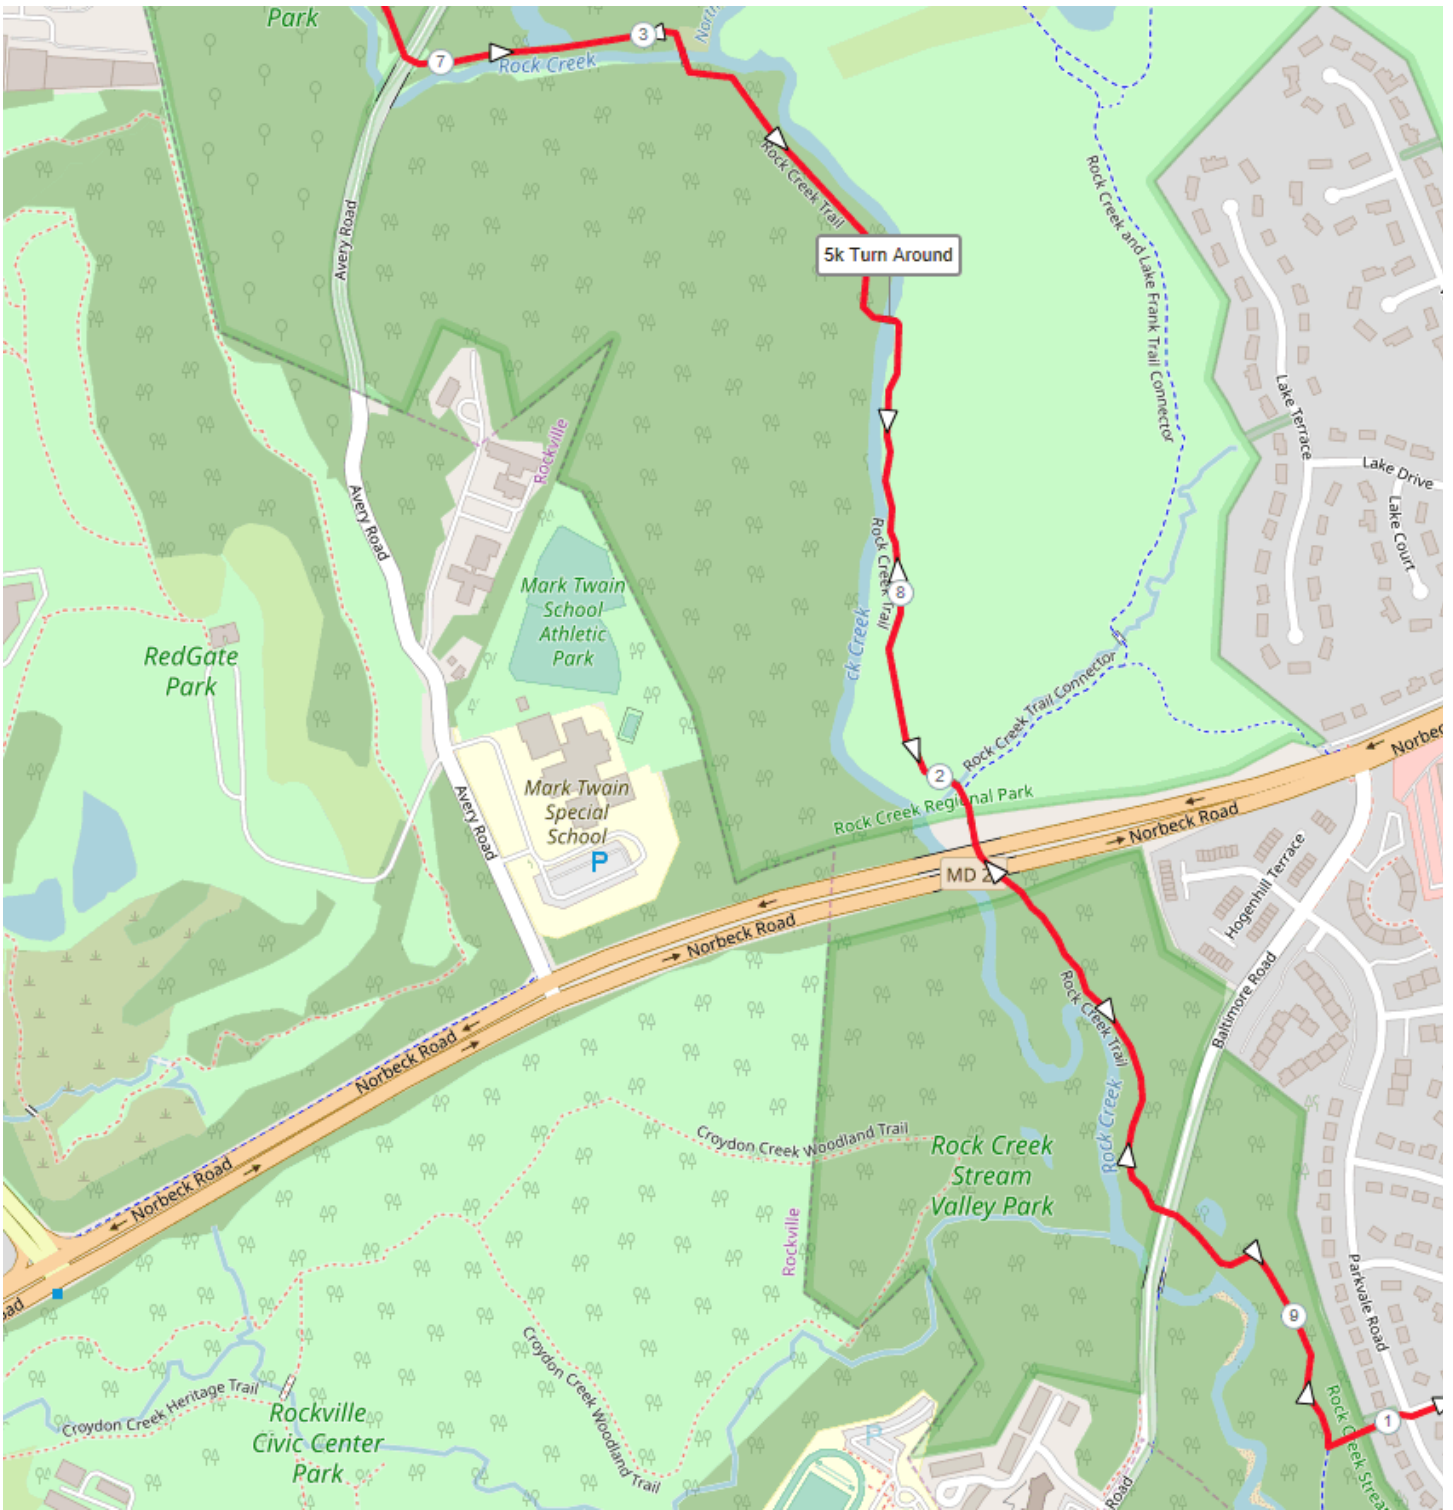 Park
7
3
North
Rock Creek
Rock Creek Trail
5k Turn Around
Avery Road
Rock Creek and Lake Frank Trail Connector
Lake Terrace
Lake Drive
Lake Court
Rockville
Avery Road
Mark Twain
School
Athletic
Park
Rock Creek Trail
8
ck Creek
RedGate
Park
Rock Creek Trail Connector
2
Norbec
Mark Twain
Special
School
P
Avery Road
Rock Creek Regional Park
Norbeck Road
MD 2
Hogenhill Terrace
Norbeck Road
Baltimore Road
Rock Creek Trail
Norbeck Road
Rock Creek
Croydon Creek Woodland Trail
Rock Creek
Stream
Valley Park
Norbeck Road
Rockville
Parkvale Road
oad
9
Croydon Creek Woodland Trail
Croydon Creek Heritage Trail
Rockville
Civic Center
Park
1
Rock Creek Strea
P
Road